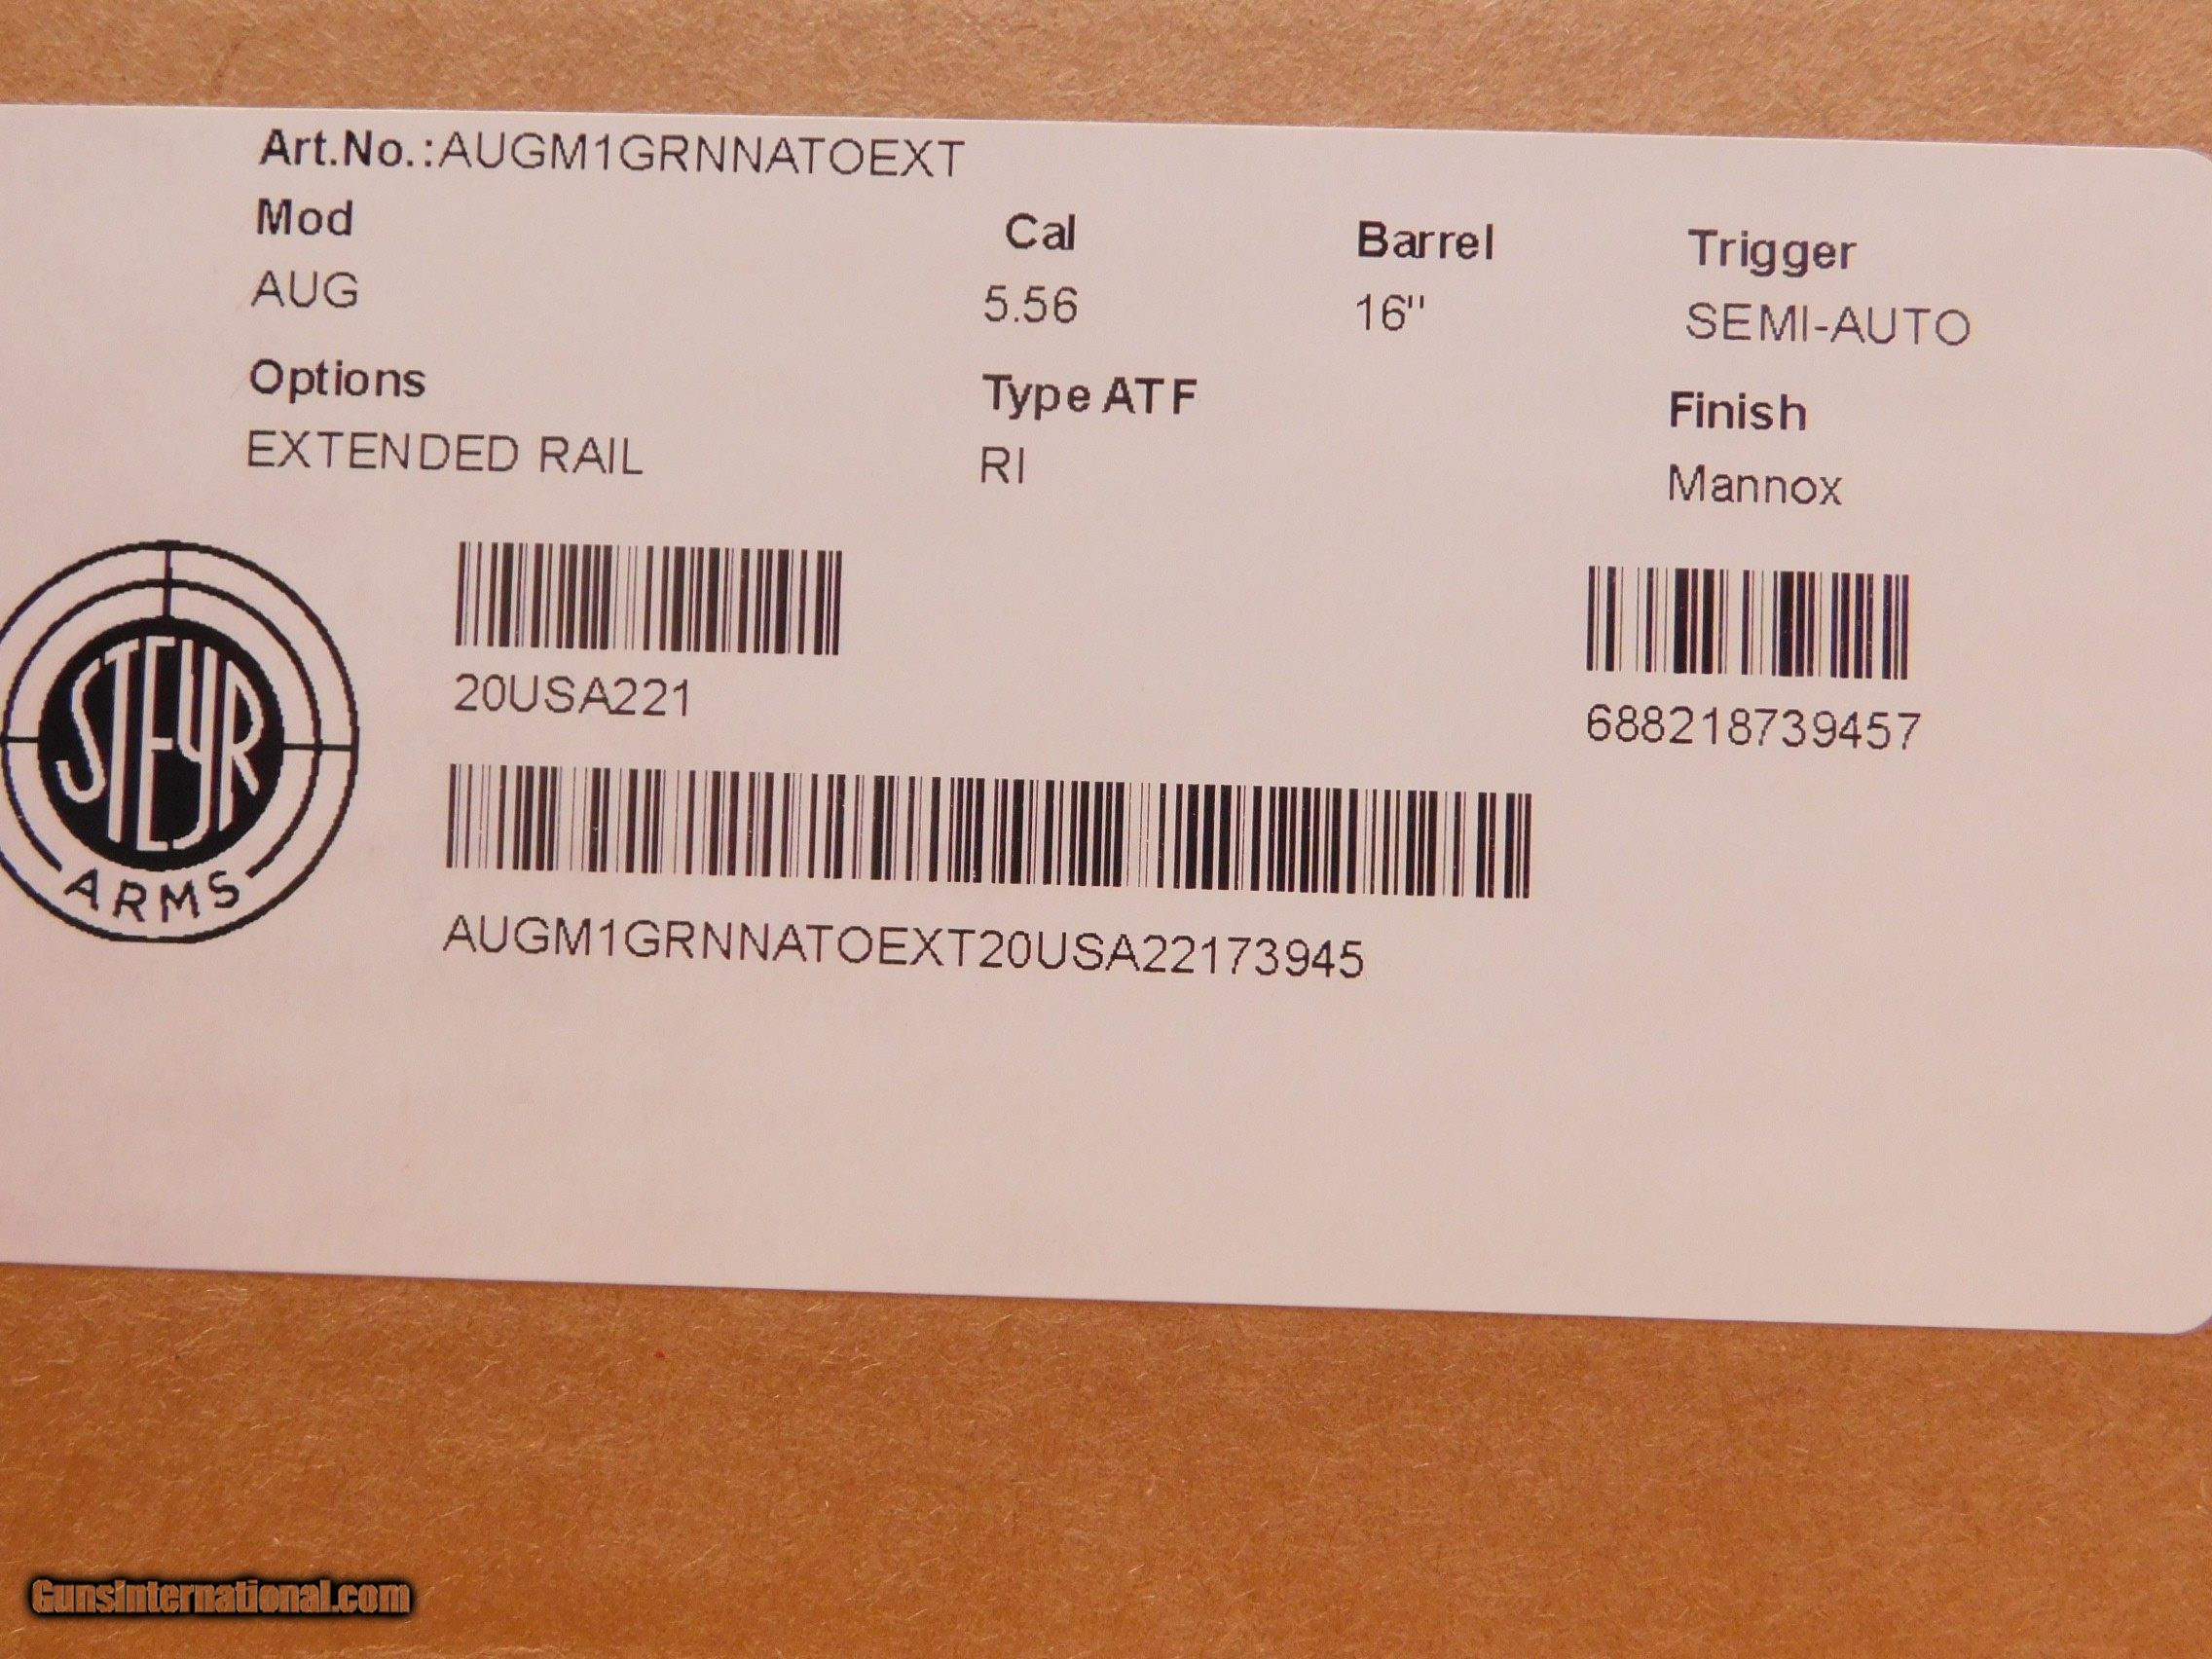 Art.No.:AUGM1GRNNATOEXT
Mod Cal Barrel Trigger
AUG 5.56 16" SEMI-AUTO
Options Type ATF Finish
EXTENDED RAIL RI Mannox
STEYR
ARMS
20USA221
688218739457
AUGM1GRNNATOEXT20USA22173945
GunsInternational.com